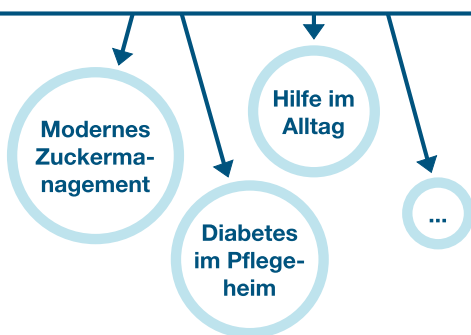 Modernes
Zuckerma-
nagement
Hilfe im
Alltag
Diabetes
im Pflege-
heim
...